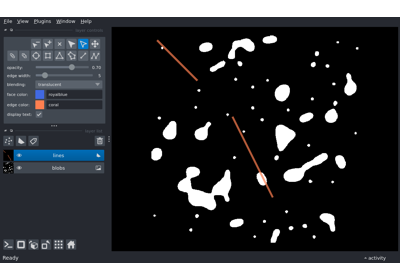 File View Plugins Window Help
opacity: 0.70
edge width: 5
blending: translucent
face color: royalblue
edge color: coral
display text: ✓
lines
blobs
Ready
activity